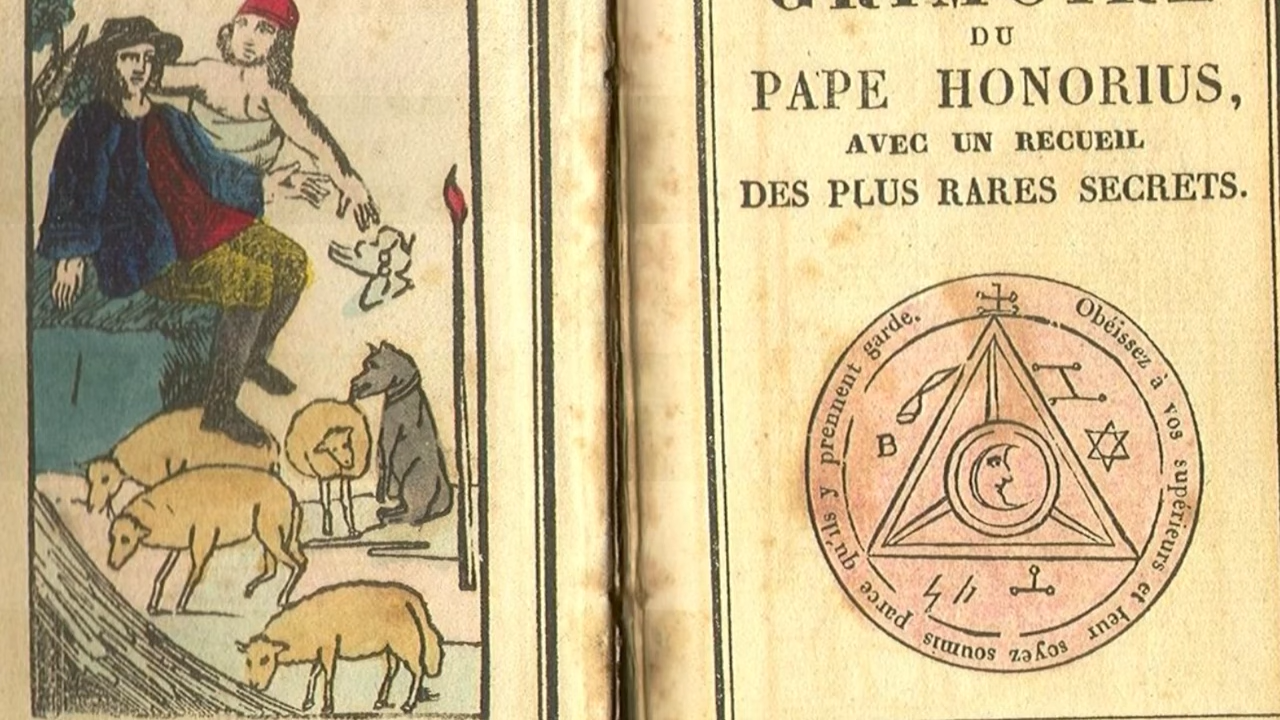 GRIMOIRE
DU
PAPE HONORIUS,
AVEC UN RECUEIL
DES PLUS RARES SECRETS.
Obéissez à vos supérieurs et leur soyez soumis parce qu'ils y prennent garde.
B